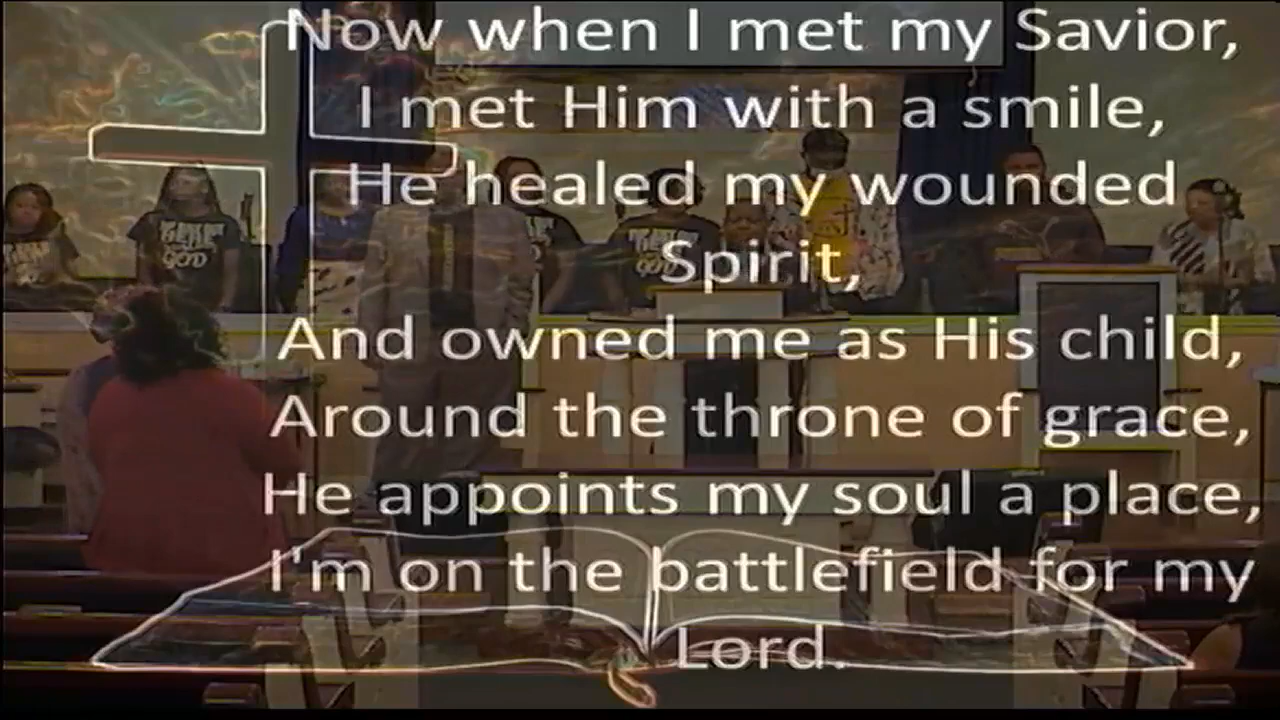 Now when I met my Savior,
I met Him with a smile,
He healed my wounded
Spirit,
And owned me as His child,
Around the throne of grace,
He appoints my soul a place,
I'm on the battlefield for my
Lord.
GOD